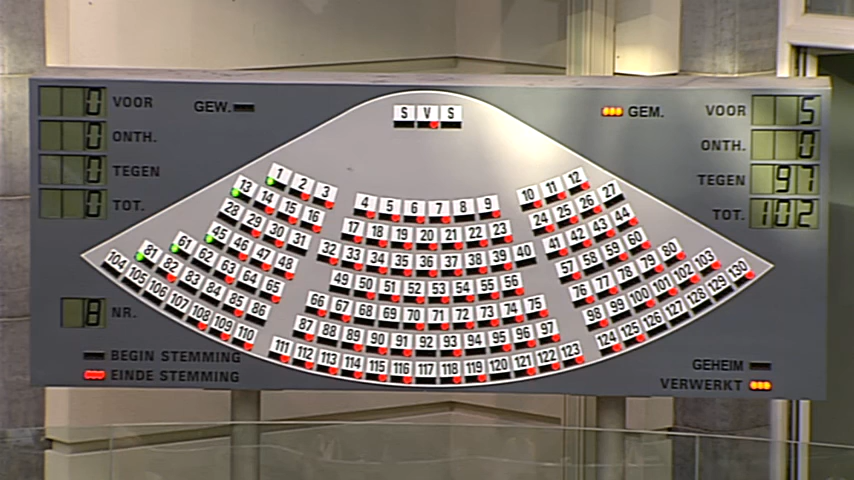 0 VOOR
GEW.
S V S
GEM.
VOOR 5
0 ONTH.
ONTH. 0
0 TEGEN
TEGEN 97
0 TOT.
TOT. 102
1 2 3
4 5 6 7 8 9
10 11 12
13 14 15 16
17 18 19 20 21 22 23
24 25 26 27
28 29 30 31
32 33 34 35 36 37 38 39 40
41 42 43 44
45 46 47 48
49 50 51 52 53 54 55 56
57 58 59 60
61 62 63 64 65
66 67 68 69 70 71 72 73 74 75
76 77 78 79 80
81 82 83 84 85 86
87 88 89 90 91 92 93 94 95 96 97
98 99 100 101 102 103
104 105 106 107 108 109 110
111 112 113 114 115 116 117 118 119 120 121 122 123
124 125 126 127 128 129 130
8 NR.
BEGIN STEMMING
EINDE STEMMING
GEHEIM
VERWERKT